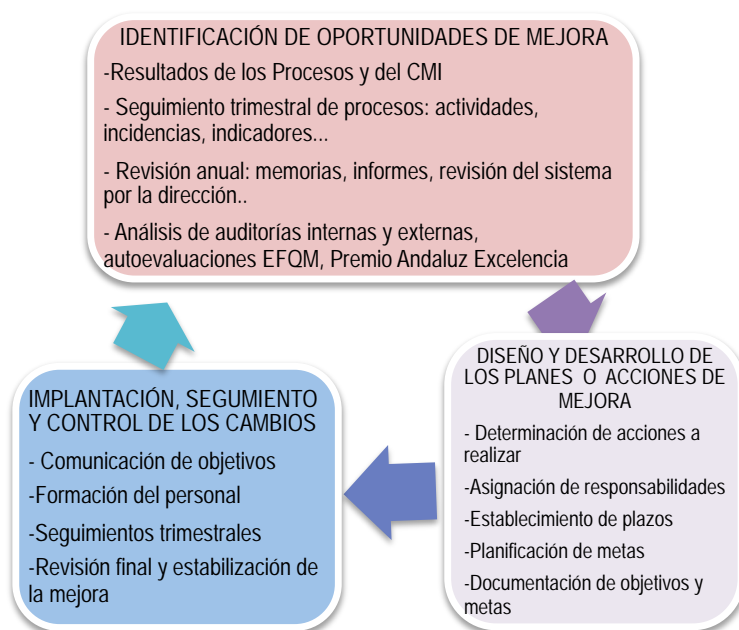 IDENTIFICACIÓN DE OPORTUNIDADES DE MEJORA
-Resultados de los Procesos y del CMI
- Seguimiento trimestral de procesos: actividades,
incidencias, indicadores...
- Revisión anual: memorias, informes, revisión del sistema
por la dirección..
- Análisis de auditorías internas y externas,
autoevaluaciones EFQM, Premio Andaluz Excelencia
DISEÑO Y DESARROLLO DE
LOS PLANES O ACCIONES DE
MEJORA
- Determinación de acciones a
realizar
-Asignación de responsabilidades
-Establecimiento de plazos
-Planificación de metas
-Documentación de objetivos y
metas
IMPLANTACIÓN, SEGUMIENTO
Y CONTROL DE LOS CAMBIOS
- Comunicación de objetivos
-Formación del personal
-Seguimientos trimestrales
-Revisión final y estabilización de
la mejora